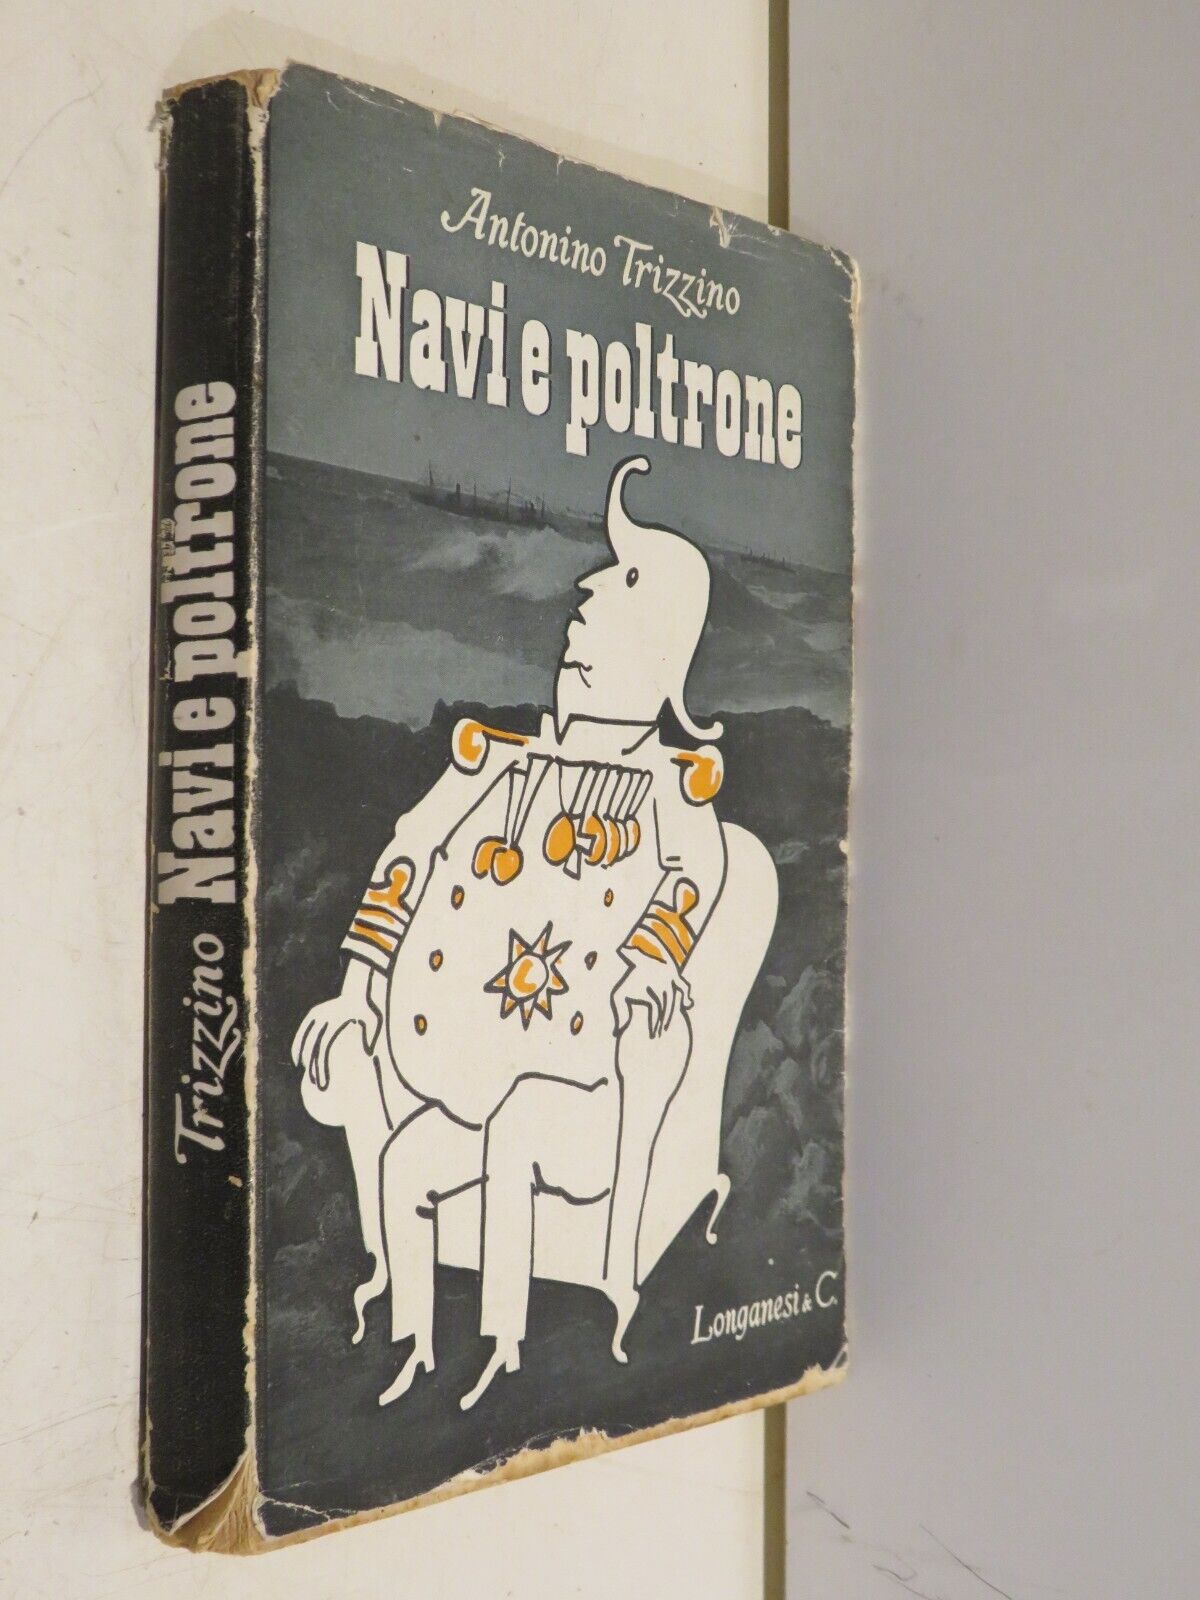 Antonino Trizzino
Navi e poltrone
Longanesi & C.
Trizzino Navi e poltrone